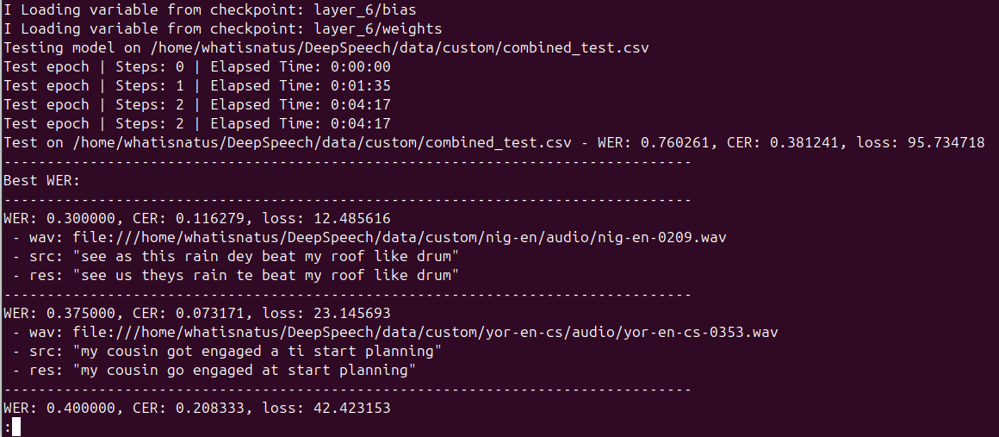 I Loading variable from checkpoint: layer_6/bias
I Loading variable from checkpoint: layer_6/weights
Testing model on /home/whatisnatus/DeepSpeech/data/custom/combined_test.csv
Test epoch | Steps: 0 | Elapsed Time: 0:00:00
Test epoch | Steps: 1 | Elapsed Time: 0:01:35
Test epoch | Steps: 2 | Elapsed Time: 0:04:17
Test epoch | Steps: 2 | Elapsed Time: 0:04:17
Test on /home/whatisnatus/DeepSpeech/data/custom/combined_test.csv - WER: 0.760261, CER: 0.381241, loss: 95.734718
--------------------------------------------------------------------------------
Best WER:
--------------------------------------------------------------------------------
WER: 0.300000, CER: 0.116279, loss: 12.485616
 - wav: file:///home/whatisnatus/DeepSpeech/data/custom/nig-en/audio/nig-en-0209.wav
 - src: "see as this rain dey beat my roof like drum"
 - res: "see us theys rain te beat my roof like drum"
--------------------------------------------------------------------------------
WER: 0.375000, CER: 0.073171, loss: 23.145693
 - wav: file:///home/whatisnatus/DeepSpeech/data/custom/yor-en-cs/audio/yor-en-cs-0353.wav
 - src: "my cousin got engaged a ti start planning"
 - res: "my cousin go engaged at start planning"
--------------------------------------------------------------------------------
WER: 0.400000, CER: 0.208333, loss: 42.423153
: